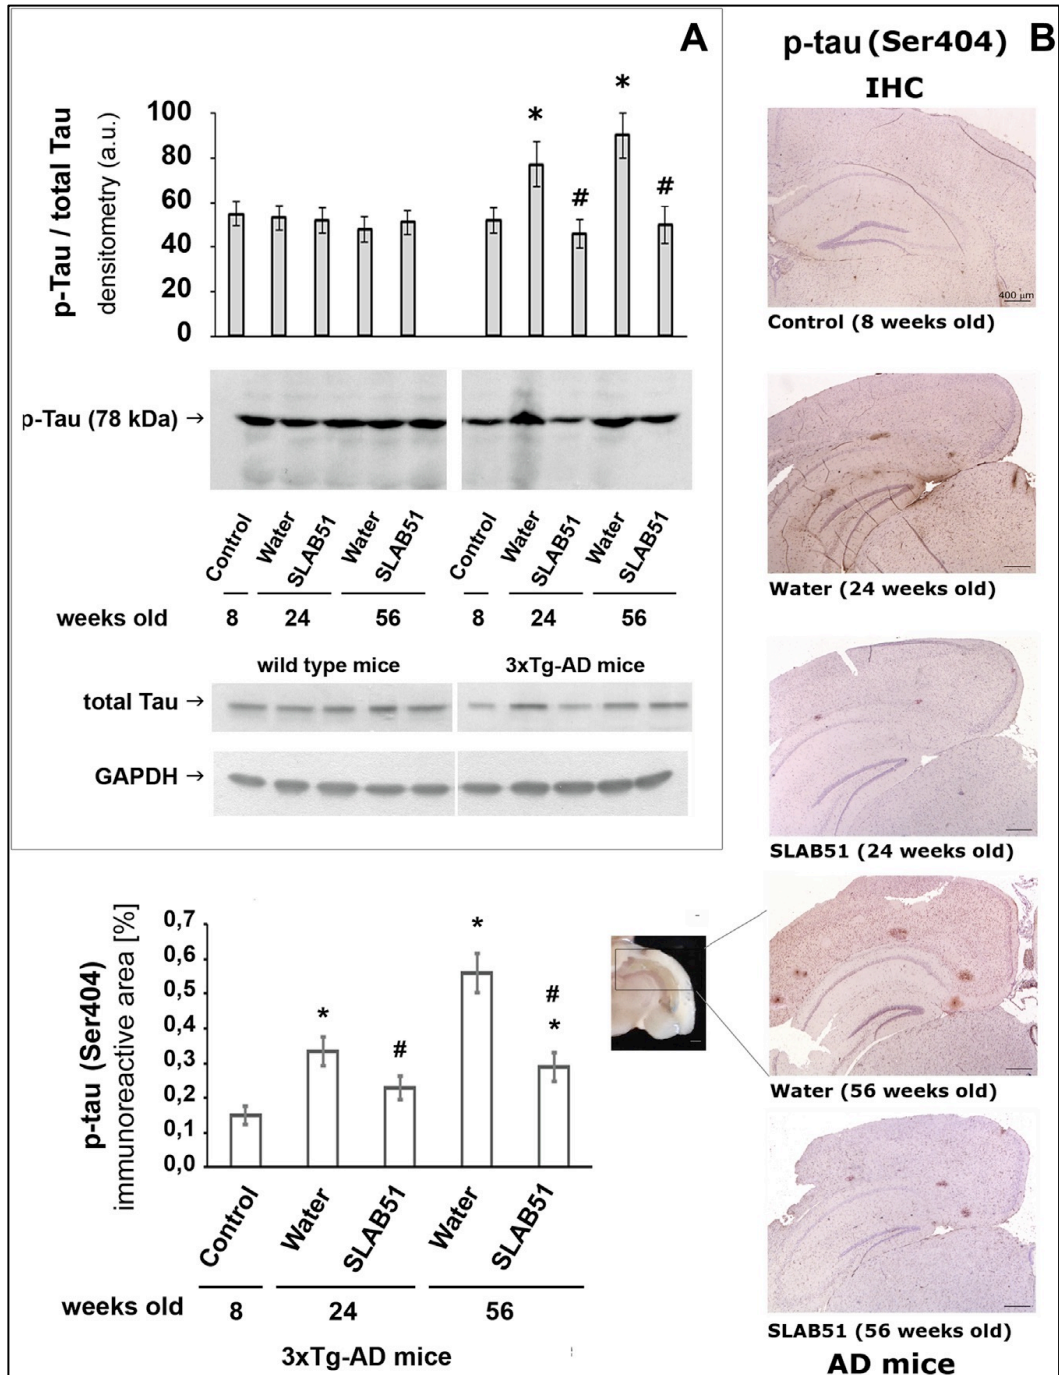 A
p-Tau / total Tau
densitometry (a.u.)
100
80
60
40
20
0
*
#
*
#
p-Tau (78 kDa) →
Control
Water
SLAB51
Water
SLAB51
Control
Water
SLAB51
Water
SLAB51
weeks old 8 24 56 8 24 56
wild type mice 3xTg-AD mice
total Tau →
GAPDH →
p-tau (Ser404) B
IHC
400 µm
Control (8 weeks old)
Water (24 weeks old)
SLAB51 (24 weeks old)
Water (56 weeks old)
SLAB51 (56 weeks old)
AD mice
p-tau (Ser404)
immunoreactive area [%]
0,7
0,6
0,5
0,4
0,3
0,2
0,1
0,0
*
#
*
#
*
Control
Water
SLAB51
Water
SLAB51
weeks old 8 24 56
3xTg-AD mice